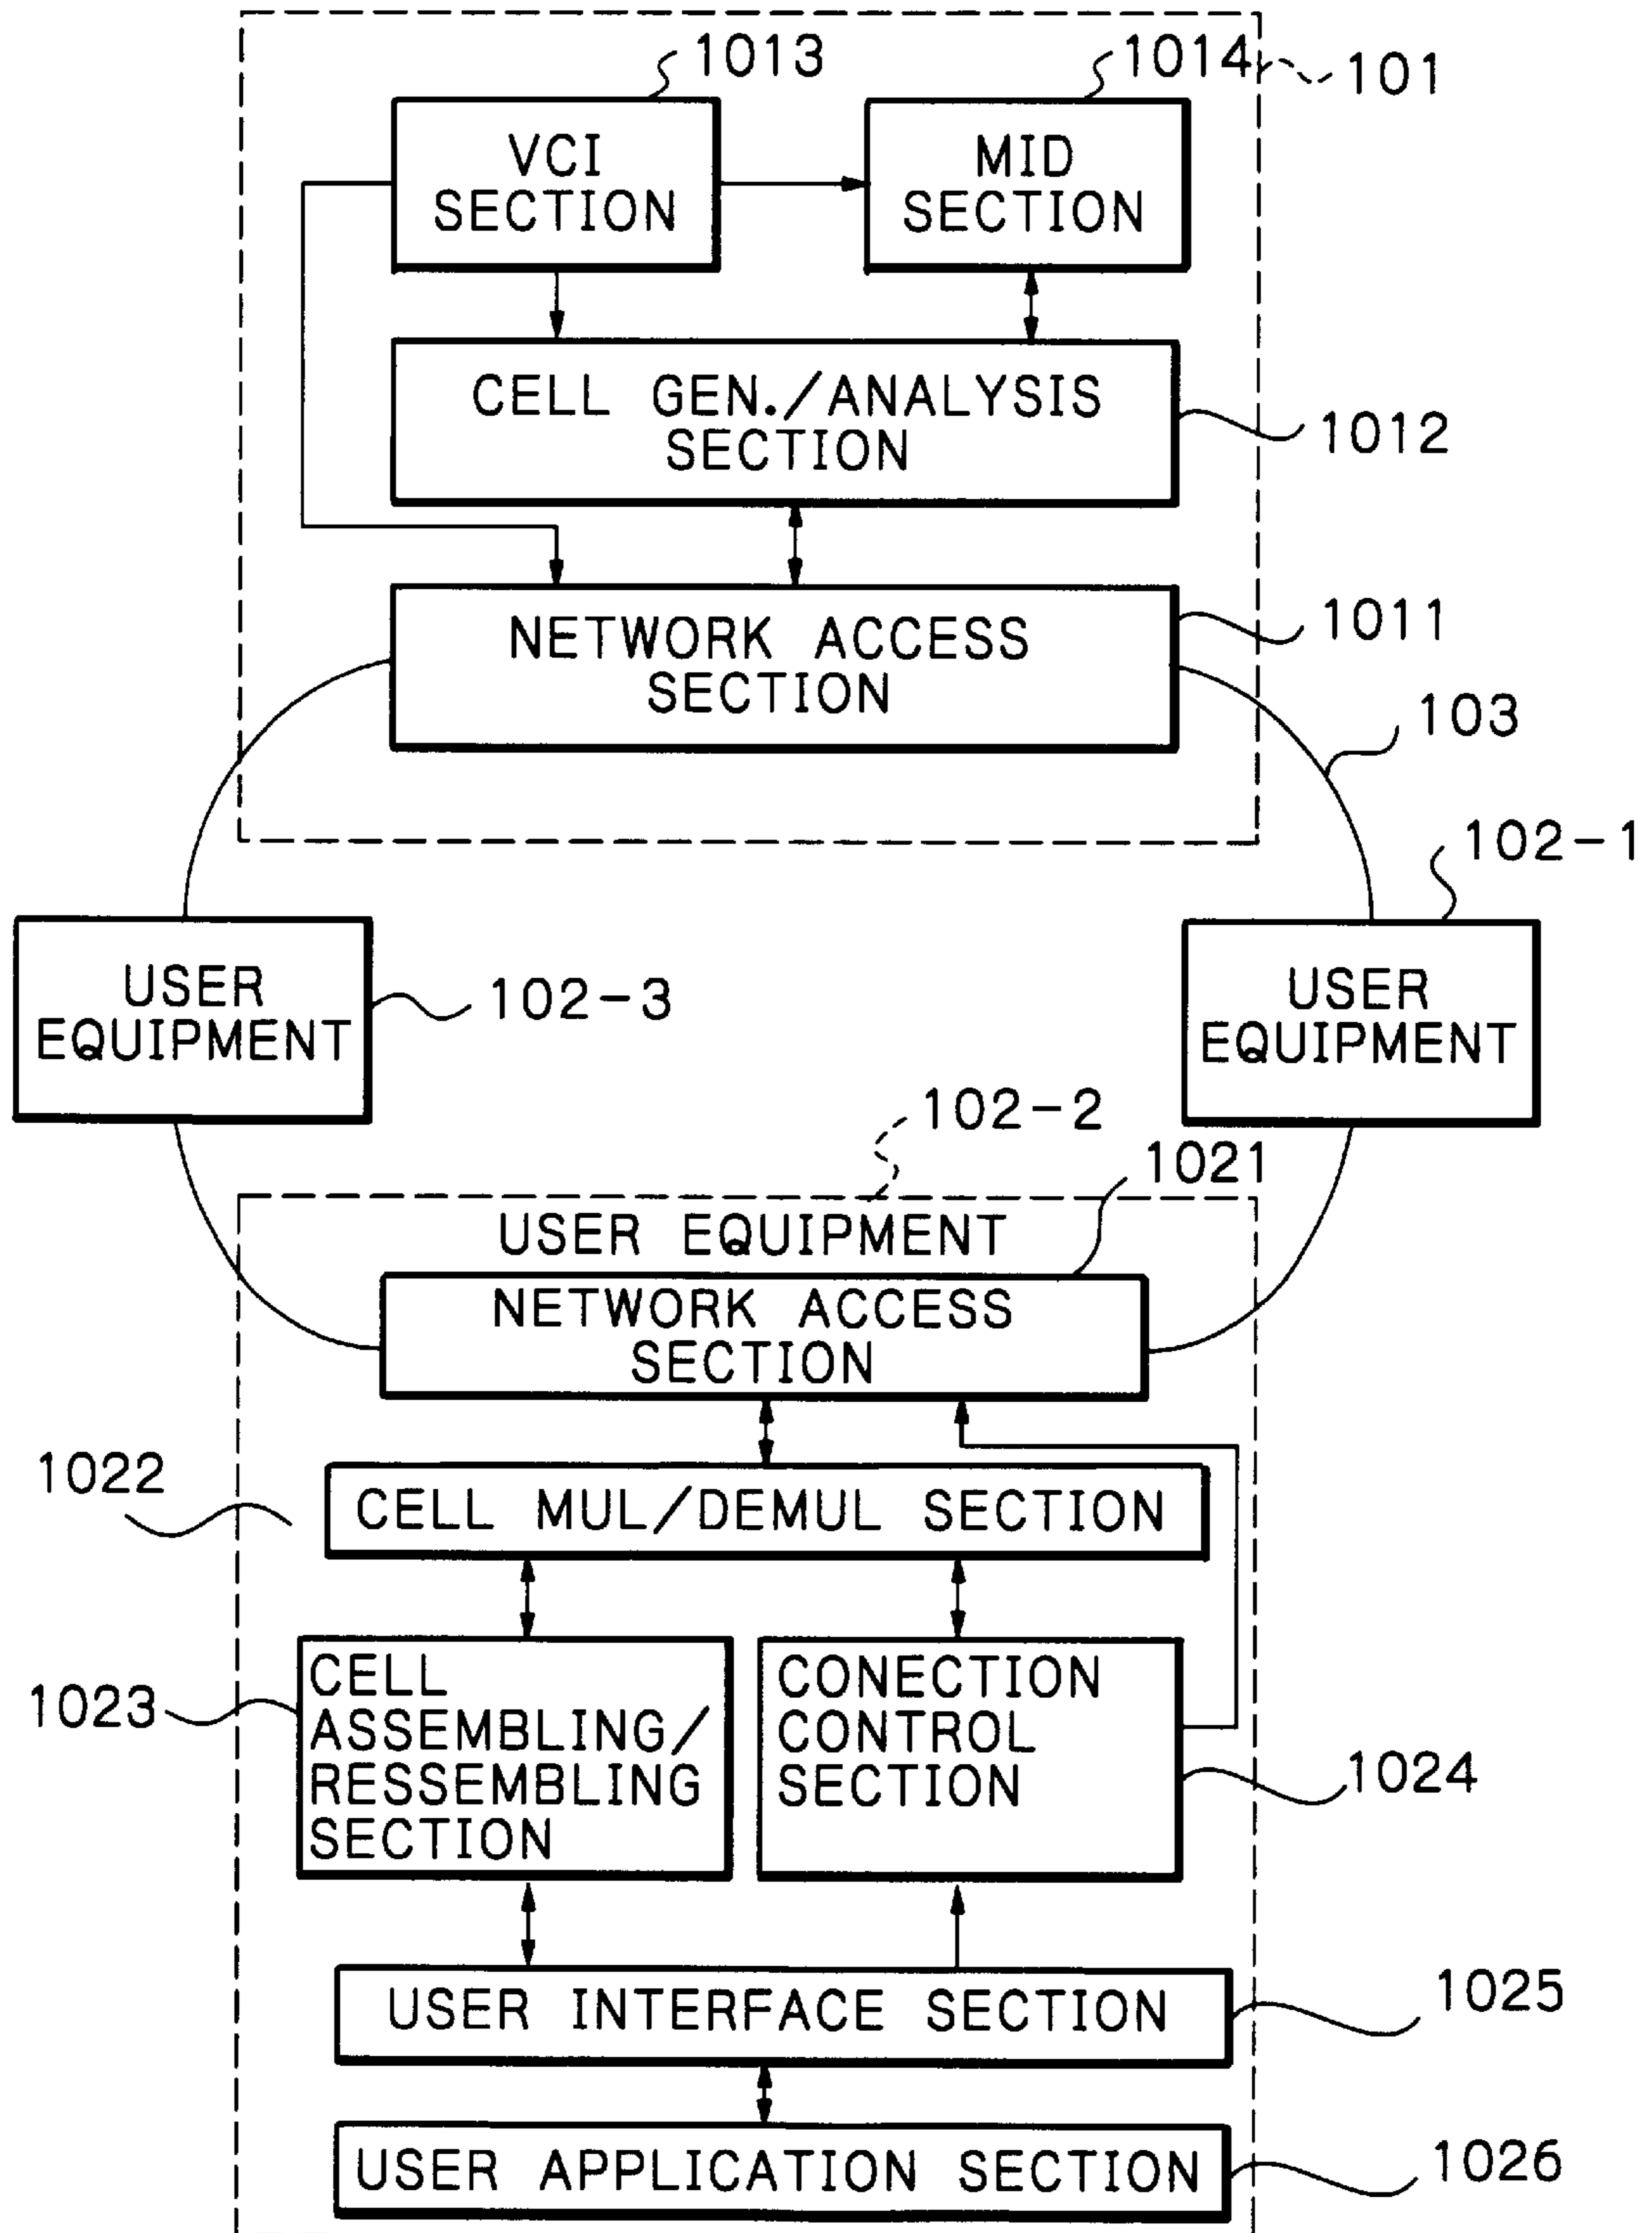 1013
1014
101
VCI
SECTION
MID
SECTION
CELL GEN./ANALYSIS
SECTION
1012
NETWORK ACCESS
SECTION
1011
103
102-1
USER
EQUIPMENT
102-3
USER
EQUIPMENT
102-2
1021
USER EQUIPMENT
NETWORK ACCESS
SECTION
1022
CELL MUL/DEMUL SECTION
1023
CELL
ASSEMBLING/
RESSEMBLING
SECTION
CONECTION
CONTROL
SECTION
1024
USER INTERFACE SECTION
1025
USER APPLICATION SECTION
1026